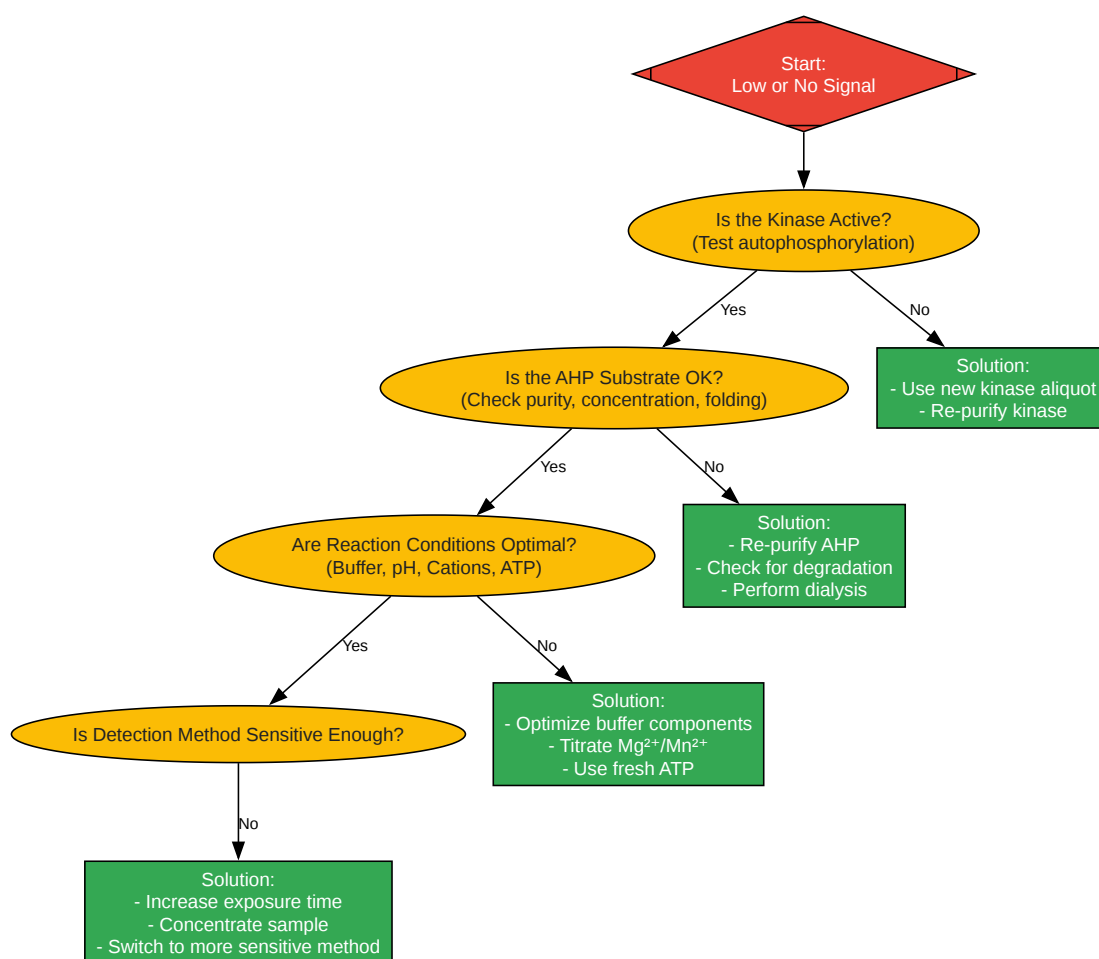 Start:
Low or No Signal
Is the Kinase Active?
(Test autophosphorylation)
Yes
No
Is the AHP Substrate OK?
(Check purity, concentration, folding)
Solution:
- Use new kinase aliquot
- Re-purify kinase
Yes
No
Are Reaction Conditions Optimal?
(Buffer, pH, Cations, ATP)
Solution:
- Re-purify AHP
- Check for degradation
- Perform dialysis
Yes
No
Is Detection Method Sensitive Enough?
Solution:
- Optimize buffer components
- Titrate Mg²⁺/Mn²⁺
- Use fresh ATP
No
Solution:
- Increase exposure time
- Concentrate sample
- Switch to more sensitive method